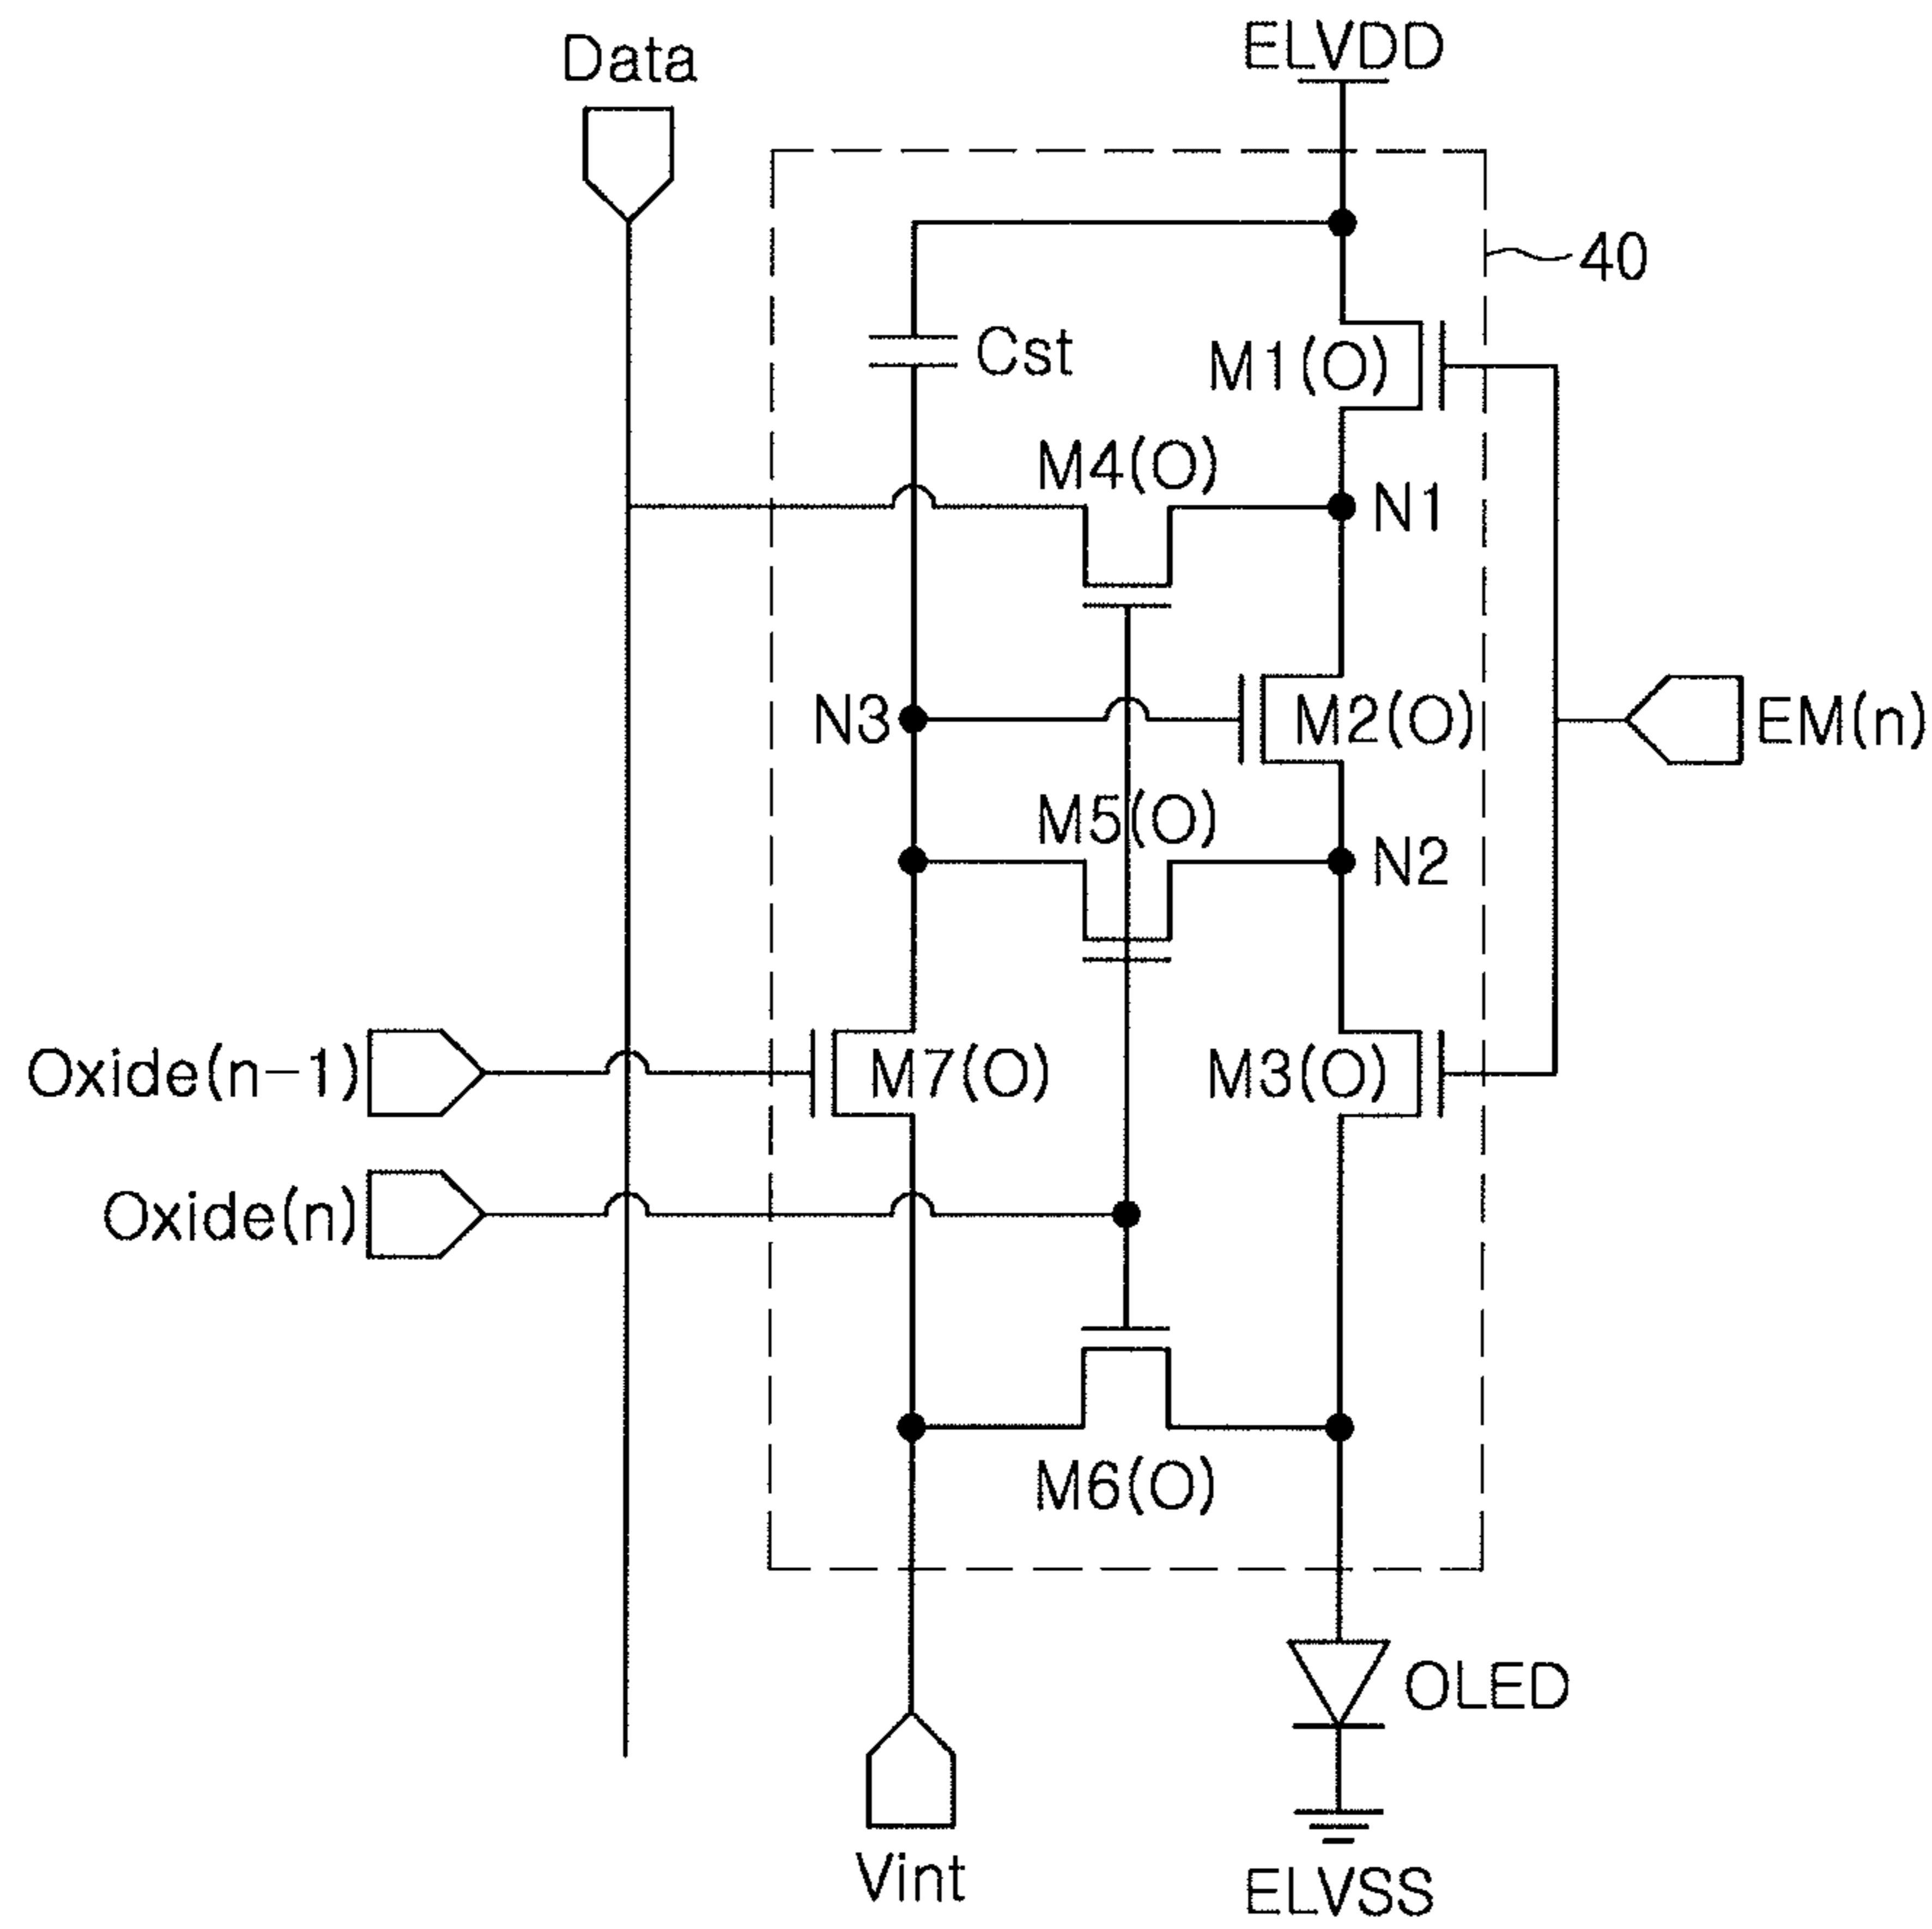 Data
ELVDD
40
Cst
M1(O)
M4(O)
N1
N3
M2(O)
EM(n)
M5(O)
N2
Oxide(n-1)
M7(O)
M3(O)
Oxide(n)
M6(O)
OLED
Vint
ELVSS